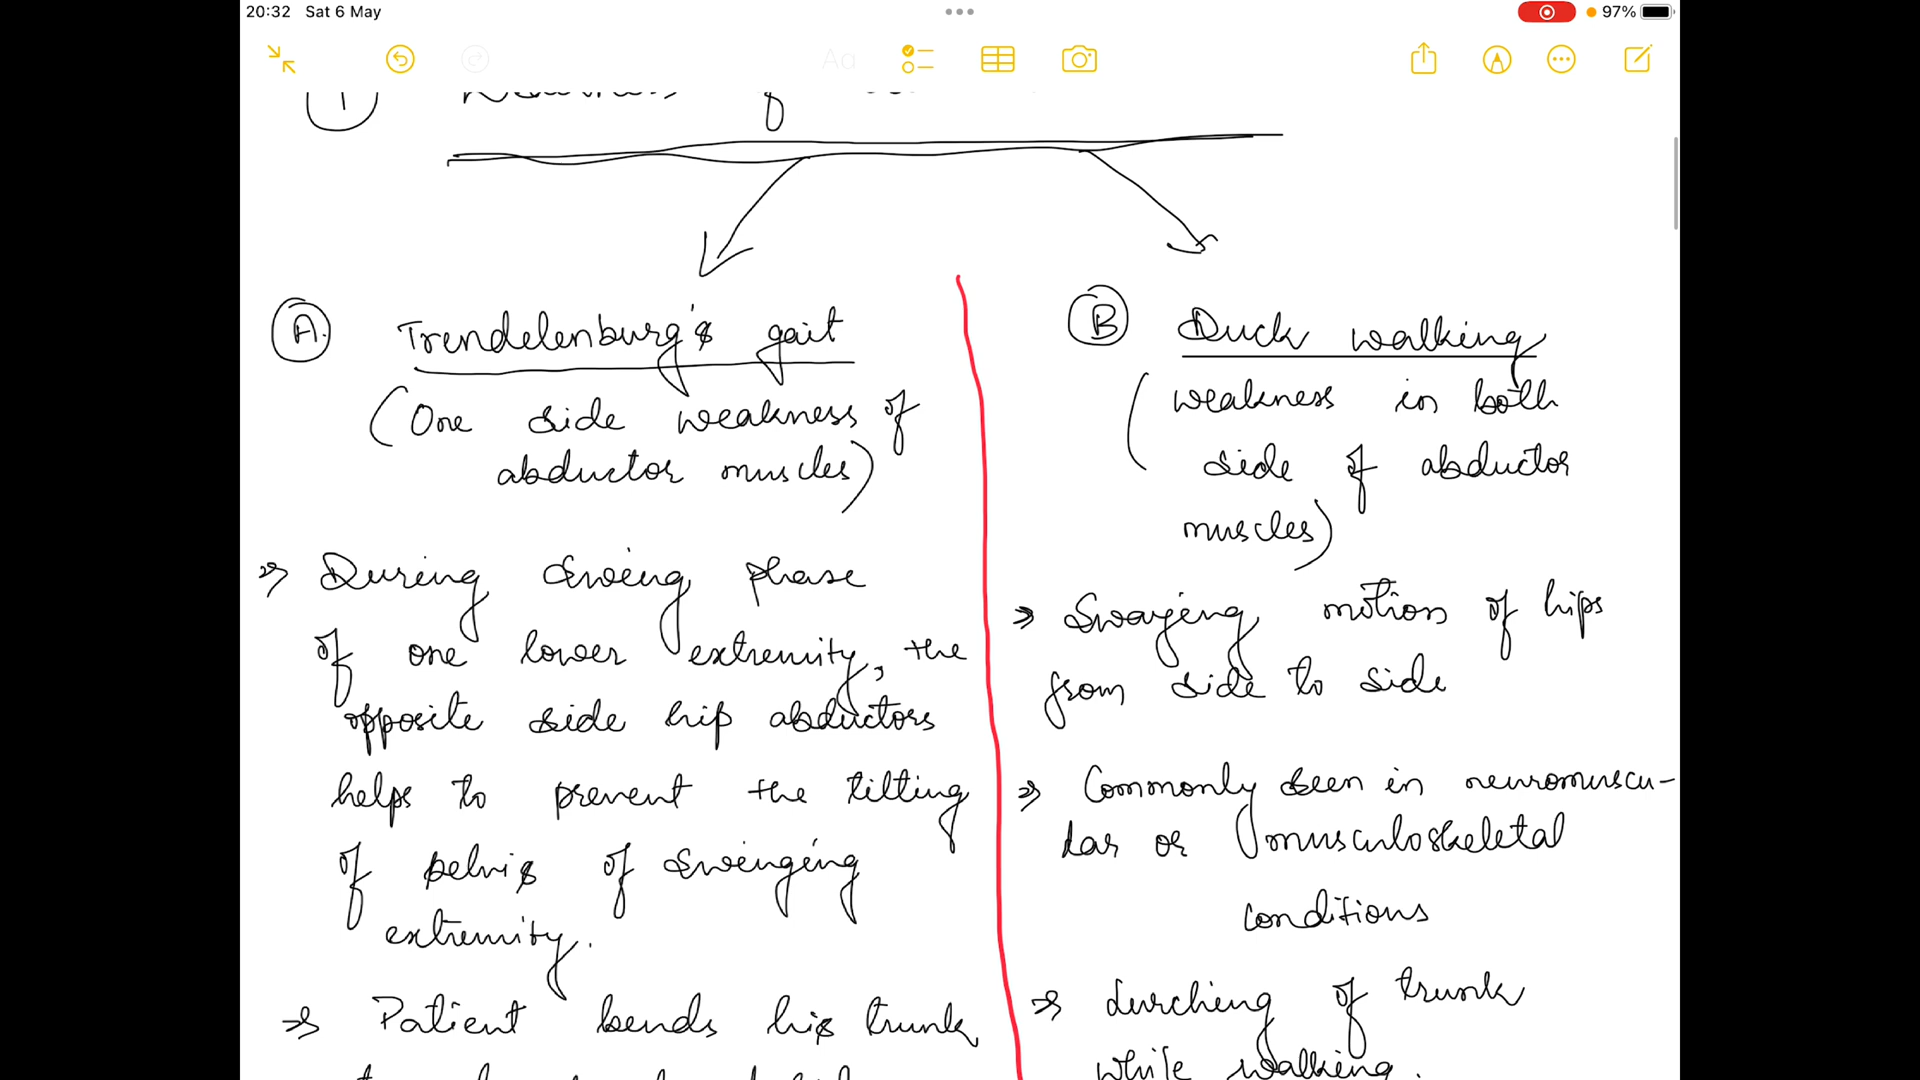 20:32 Sat 6 May
97%
Aa
1
of
A. Trendelenburg's gait
(One side weakness of
abductor muscles)
⇒ During swing phase
of one lower extremity, the
opposite side hip abductors
helps to prevent the tilting
of pelvis of swinging
extremity.
⇒ Patient bends his trunk
B Duck walking
(weakness in both
side of abductor
muscles)
⇒ Swaying motion of hips
from side to side
⇒ Commonly seen in neuromuscu-
lar or musculoskeletal
conditions
⇒ Lurching of trunk
while walking.